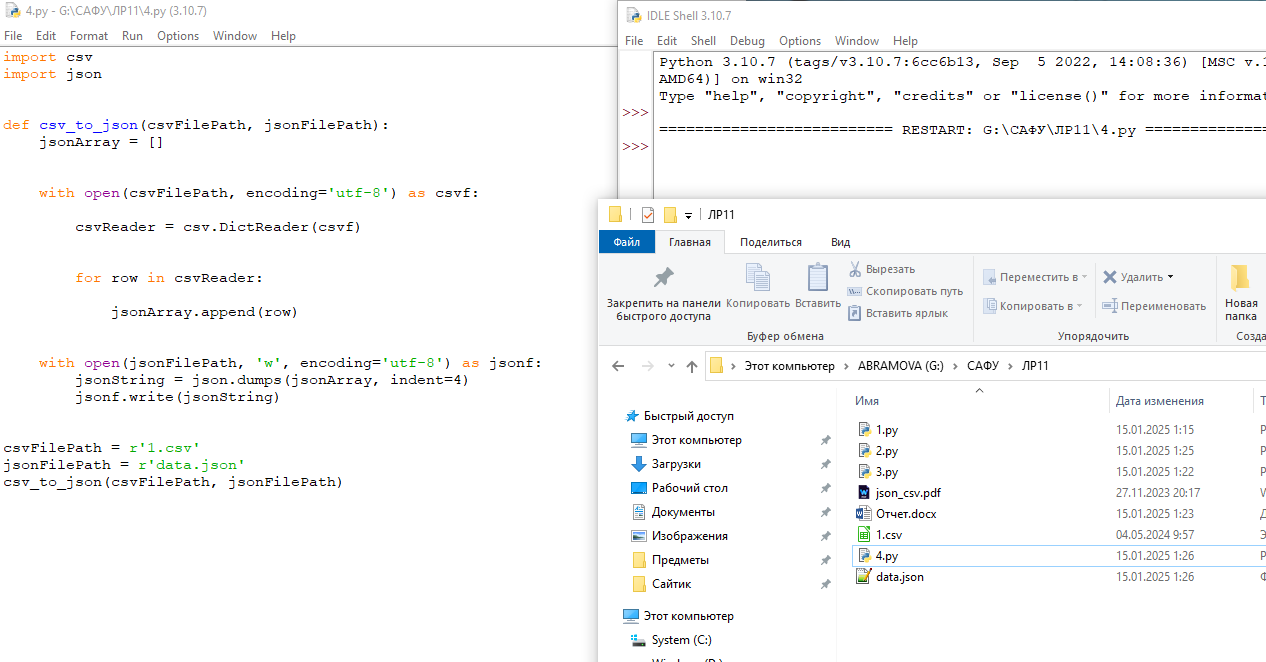 4.py - G:\САФУ\ЛР11\4.py (3.10.7)
File Edit Format Run Options Window Help
import csv
import json
def csv_to_json(csvFilePath, jsonFilePath):
jsonArray = []
with open(csvFilePath, encoding='utf-8') as csvf:
csvReader = csv.DictReader(csvf)
for row in csvReader:
jsonArray.append(row)
with open(jsonFilePath, 'w', encoding='utf-8') as jsonf:
jsonString = json.dumps(jsonArray, indent=4)
jsonf.write(jsonString)
csvFilePath = r'1.csv'
jsonFilePath = r'data.json'
csv_to_json(csvFilePath, jsonFilePath)
IDLE Shell 3.10.7
File Edit Shell Debug Options Window Help
Python 3.10.7 (tags/v3.10.7:6cc6b13, Sep  5 2022, 14:08:36) [MSC v.1
AMD64)] on win32
Type "help", "copyright", "credits" or "license()" for more informat
>>>
========================== RESTART: G:\САФУ\ЛР11\4.py ==============
>>>
ЛР11
Файл Главная Поделиться Вид
Закрепить на панели быстрого доступа
Копировать
Вставить
Вырезать
Скопировать путь
Вставить ярлык
Буфер обмена
Переместить в
Копировать в
Удалить
Переименовать
Упорядочить
Новая
папка
Созда
Этот компьютер > ABRAMOVA (G:) > САФУ > ЛР11
Быстрый доступ
Этот компьютер
Загрузки
Рабочий стол
Документы
Изображения
Предметы
Сайтик
Этот компьютер
System (C:)
Windows (D:)
Имя Дата изменения Т
1.py 15.01.2025 1:15 P
2.py 15.01.2025 1:25 P
3.py 15.01.2025 1:22 P
json_csv.pdf 27.11.2023 20:17
Отчет.docx 15.01.2025 1:23 Д
1.csv 04.05.2024 9:57 Э
4.py 15.01.2025 1:26 P
data.json 15.01.2025 1:26 Ф